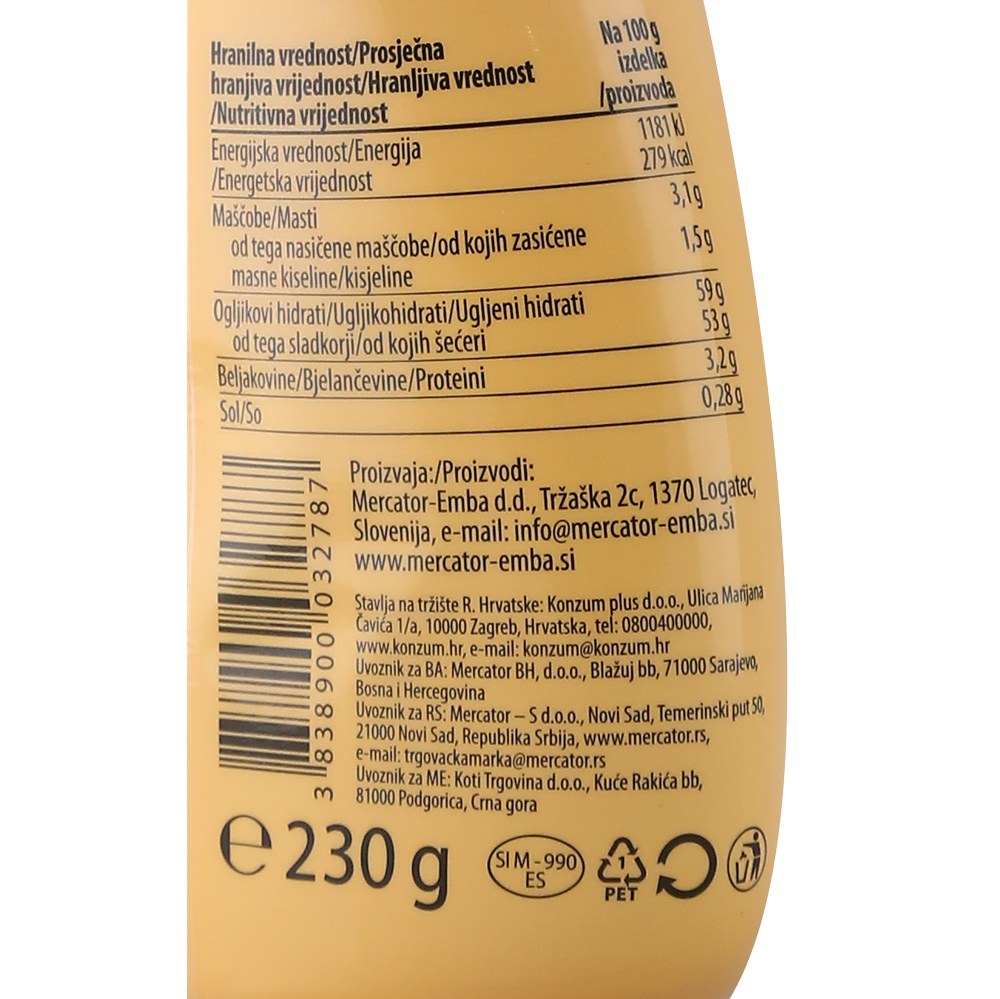 Hranilna vrednost/Prosječna
hranjiva vrijednost/Hranljiva vrednost
/Nutritivna vrijednost
Na 100 g
izdelka
/proizvoda
Energijska vrednost/Energija
/Energetska vrijednost
1181 kJ
279 kcal
Maščobe/Masti 3,1 g
od tega nasičene maščobe/od kojih zasićene
masne kiseline/kisjeline
1,5 g
Ogljikovi hidrati/Ugljikohidrati/Ugljeni hidrati 59 g
od tega sladkorji/od kojih šećeri 53 g
Beljakovine/Bjelančevine/Proteini 3,2 g
Sol/So 0,28 g
3 838900 032787
Proizvaja:/Proizvodi:
Mercator-Emba d.d., Tržaška 2c, 1370 Logatec,
Slovenija, e-mail: info@mercator-emba.si
www.mercator-emba.si
Stavlja na tržište R. Hrvatske: Konzum plus d.o.o., Ulica Marijana
Čavića 1/a, 10000 Zagreb, Hrvatska, tel: 0800400000,
www.konzum.hr, e-mail: konzum@konzum.hr
Uvoznik za BA: Mercator BH, d.o.o., Blažuj bb, 71000 Sarajevo,
Bosna i Hercegovina
Uvoznik za RS: Mercator – S d.o.o., Novi Sad, Temerinski put 50,
21000 Novi Sad, Republika Srbija, www.mercator.rs,
e-mail: trgovackamarka@mercator.rs
Uvoznik za ME: Koti Trgovina d.o.o., Kuće Rakića bb,
81000 Podgorica, Crna gora
℮ 230 g
SI M-990
ES
1
PET